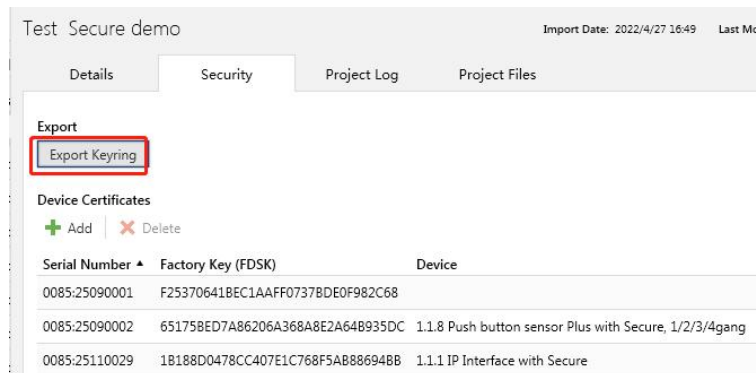 Test Secure demo Import Date: 2022/4/27 16:49 Last Mo
Details Security Project Log Project Files
Export
Export Keyring
Device Certificates
Add Delete
Serial Number Factory Key (FDSK) Device
0085:25090001 F25370641BEC1AAFF0737BDE0F982C68
0085:25090002 65175BED7A86206A368A8E2A64B935DC 1.1.8 Push button sensor Plus with Secure, 1/2/3/4gang
0085:25110029 1B188D0478CC407E1C768F5AB88694BB 1.1.1 IP Interface with Secure